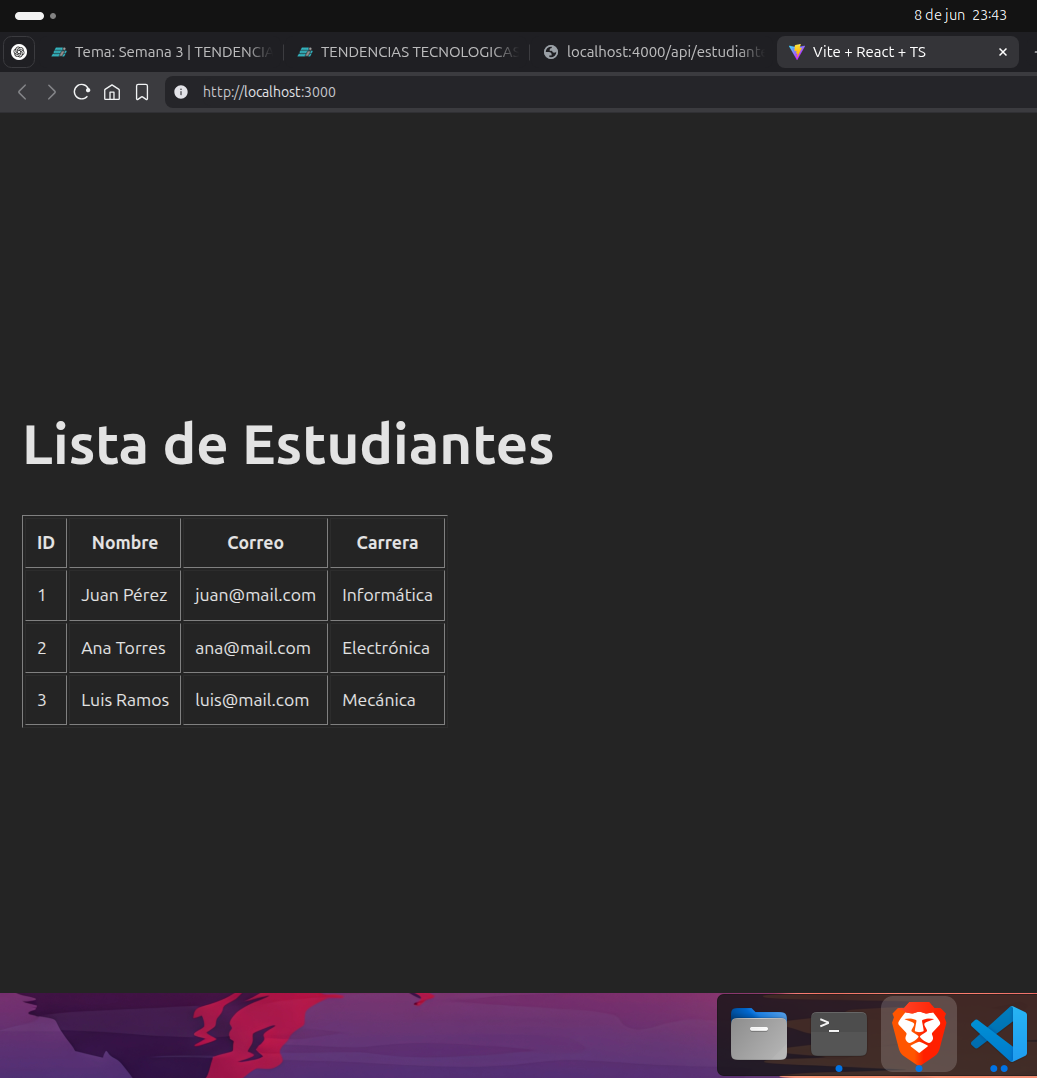 8 de jun 23:43
Tema: Semana 3 | TENDENCIA
TENDENCIAS TECNOLOGICAS
localhost:4000/api/estudiante
Vite + React + TS
http://localhost:3000
Lista de Estudiantes
ID Nombre Correo Carrera
1 Juan Pérez juan@mail.com Informática
2 Ana Torres ana@mail.com Electrónica
3 Luis Ramos luis@mail.com Mecánica
>_